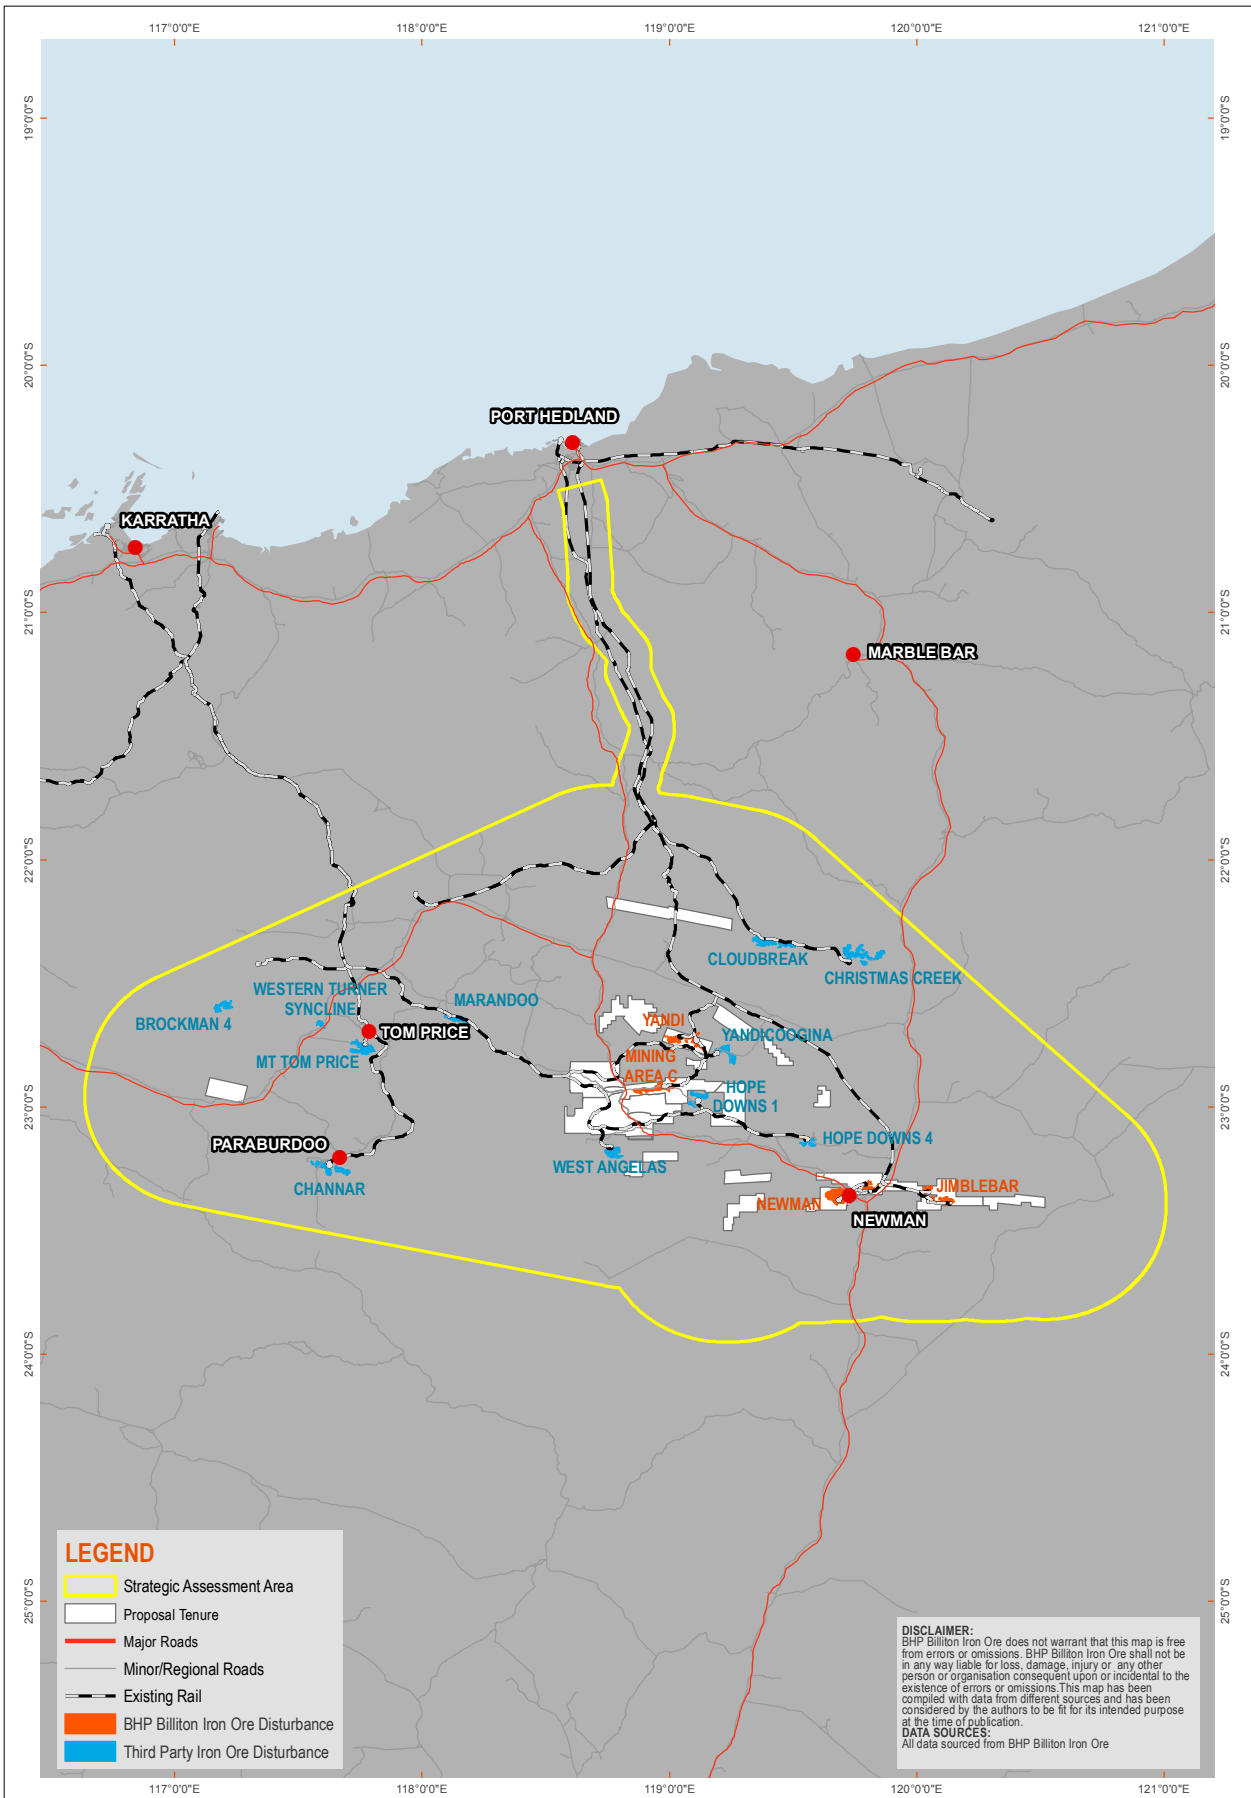 117°0'0"E
118°0'0"E
119°0'0"E
120°0'0"E
121°0'0"E
19°0'0"S
19°0'0"S
20°0'0"S
20°0'0"S
PORT HEDLAND
KARRATHA
21°0'0"S
21°0'0"S
MARBLE BAR
22°0'0"S
22°0'0"S
CLOUDBREAK
CHRISTMAS CREEK
WESTERN TURNER
SYNCLINE
MARANDOO
BROCKMAN 4
TOM PRICE
MT TOM PRICE
YANDI
YANDICOOGINA
MINING
AREA C
HOPE
DOWNS 1
23°0'0"S
23°0'0"S
PARABURDOO
HOPE DOWNS 4
CHANNAR
WEST ANGELAS
JIMBLEBAR
NEWMAN
NEWMAN
24°0'0"S
24°0'0"S
25°0'0"S
25°0'0"S
LEGEND
Strategic Assessment Area
Proposal Tenure
Major Roads
Minor/Regional Roads
Existing Rail
BHP Billiton Iron Ore Disturbance
Third Party Iron Ore Disturbance
DISCLAIMER:
BHP Billiton Iron Ore does not warrant that this map is free
from errors or omissions. BHP Billiton Iron Ore shall not be
in any way liable for loss, damage, injury or any other
person or organisation consequent upon or incidental to the
existence of errors or omissions.This map has been
compiled with data from different sources and has been
considered by the authors to be fit for its intended purpose
at the time of publication.
DATA SOURCES:
All data sourced from BHP Billiton Iron Ore
117°0'0"E
118°0'0"E
119°0'0"E
120°0'0"E
121°0'0"E